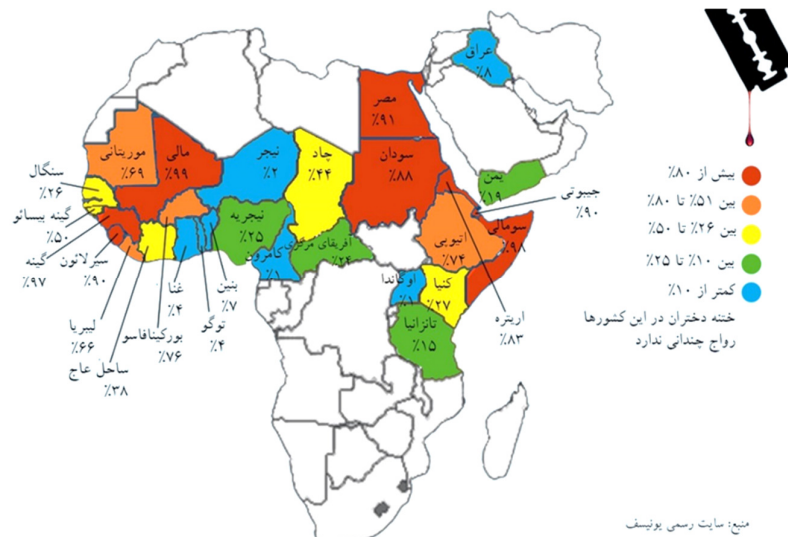 عراق
٪۸
مصر
٪۹۱
موریتانی
٪۶۹
مالی
٪۹۹
نیجر
٪۲
چاد
٪۴۴
سودان
٪۸۸
یمن
٪۱۹
جیبوتی
٪۹۰
سنگال
٪۲۶
گینه بیسائو
٪۵۰
گینه
٪۹۷
سیرلائون
٪۹۰
لیبریا
٪۶۶
ساحل عاج
٪۳۸
بورکینافاسو
٪۷۶
غنا
٪۴
توگو
٪۴
بنین
٪۷
نیجریه
٪۲۵
کامرون
٪۱
آفریقای مرکزی
٪۲۴
اتیوپی
٪۷۴
سومالی
٪۹۸
اوگاندا
٪۱
کنیا
٪۲۷
تانزانیا
٪۱۵
اریتره
٪۸۳
بیش از ۸۰٪
بین ۵۱٪ تا ۸۰٪
بین ۲۶٪ تا ۵۰٪
بین ۱۰٪ تا ۲۵٪
کمتر از ۱۰٪
ختنه دختران در این کشورها
رواج چندانی ندارد
منبع: سایت رسمی یونیسف